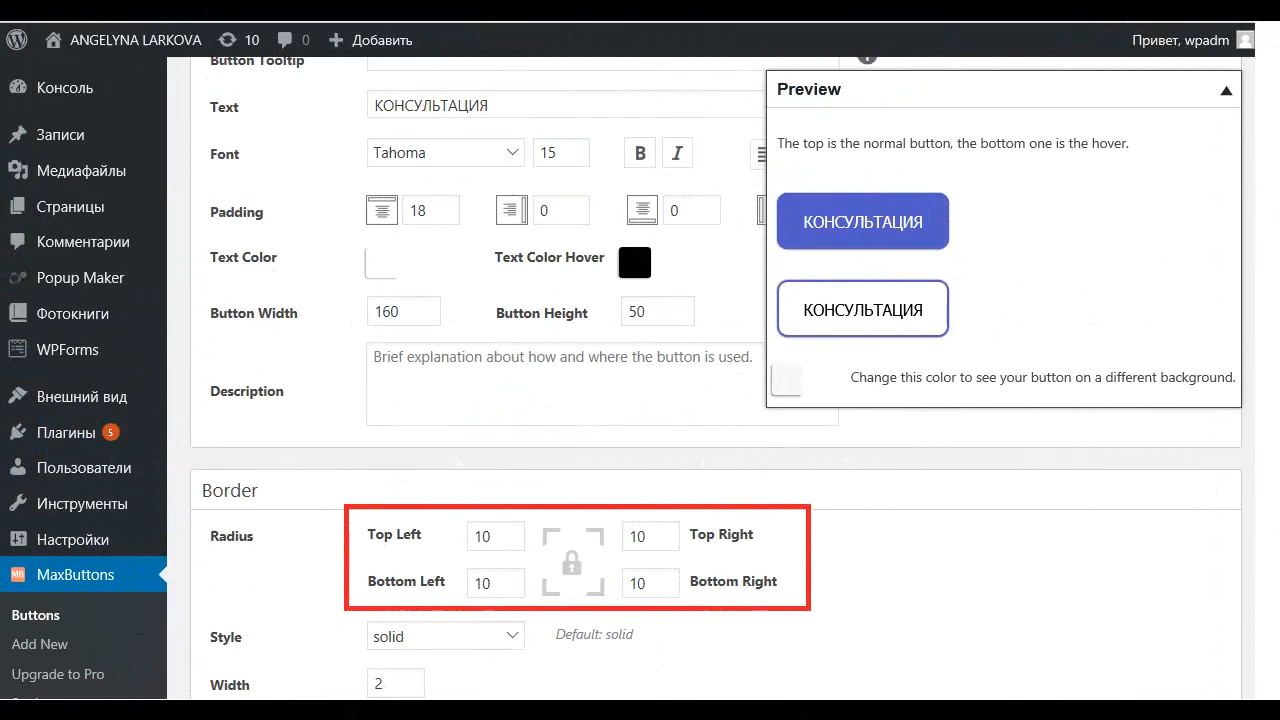 ANGELYNA LARKOVA 10 0 Добавить Привет, wpadm
Консоль
Записи
Медиафайлы
Страницы
Комментарии
Popup Maker
Фотокниги
WPForms
Внешний вид
Плагины 5
Пользователи
Инструменты
Настройки
MaxButtons
Buttons
Add New
Upgrade to Pro
Button Tooltip
Text КОНСУЛЬТАЦИЯ
Font Tahoma 15 B I
Padding 18 0 0
Text Color Text Color Hover
Button Width 160 Button Height 50
Description Brief explanation about how and where the button is used.
Preview
The top is the normal button, the bottom one is the hover.
КОНСУЛЬТАЦИЯ
КОНСУЛЬТАЦИЯ
Change this color to see your button on a different background.
Border
Radius Top Left 10 10 Top Right
Bottom Left 10 10 Bottom Right
Style solid Default: solid
Width 2